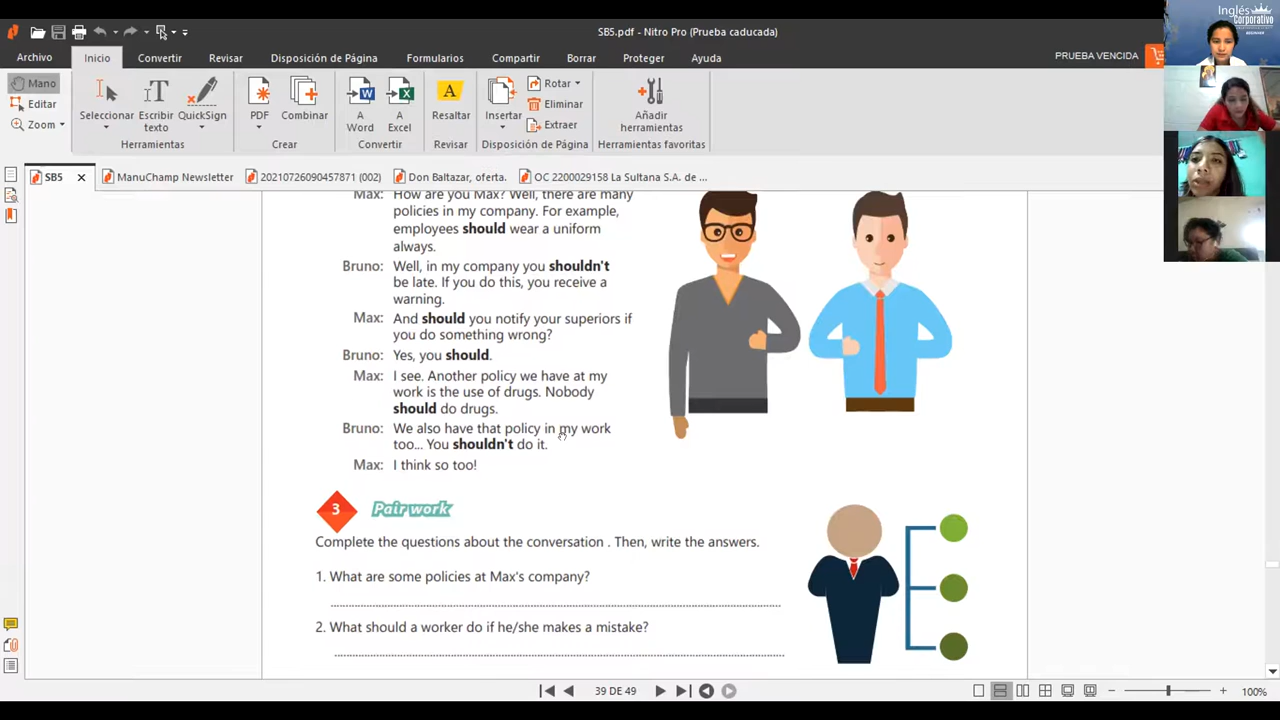 SB5.pdf - Nitro Pro (Prueba caducada)
Archivo Inicio Convertir Revisar Disposición de Página Formularios Compartir Borrar Proteger Ayuda PRUEBA VENCIDA
Mano
Editar
Zoom
Seleccionar
Escribir texto
QuickSign
Herramientas
PDF
Combinar
Crear
A Word
A Excel
Convertir
Resaltar
Revisar
Insertar
Rotar
Eliminar
Extraer
Disposición de Página
Añadir herramientas
Herramientas favoritas
SB5 ManuChamp Newsletter 20210726090457871 (002) Don Baltazar, oferta. OC 2200029158 La Sultana S.A. de ...
Max: How are you Max? Well, there are many
policies in my company. For example,
employees should wear a uniform
always.
Bruno: Well, in my company you shouldn't
be late. If you do this, you receive a
warning.
Max: And should you notify your superiors if
you do something wrong?
Bruno: Yes, you should.
Max: I see. Another policy we have at my
work is the use of drugs. Nobody
should do drugs.
Bruno: We also have that policy in my work
too... You shouldn't do it.
Max: I think so too!
3 Pair work
Complete the questions about the conversation . Then, write the answers.
1. What are some policies at Max's company?
2. What should a worker do if he/she makes a mistake?
39 DE 49
100%
Inglés
Corporativo
BEGINNER